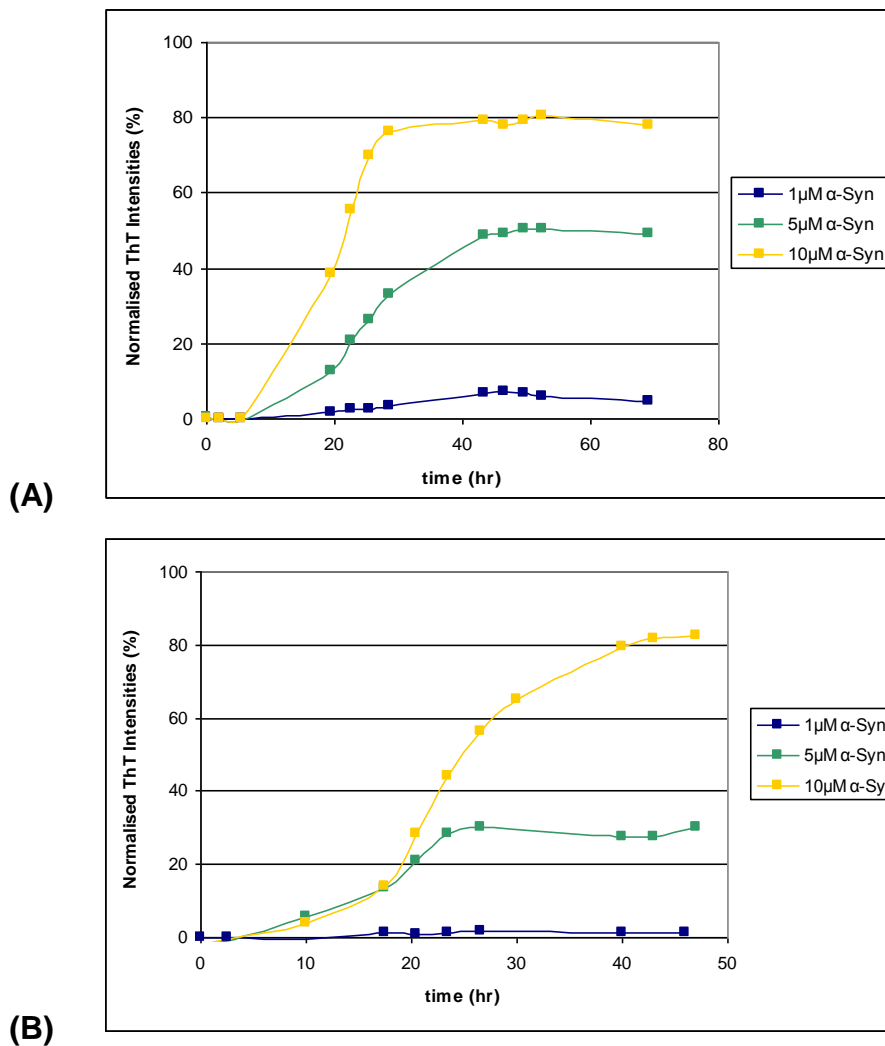 100
80
60
40
20
0
0 20 40 60 80
Normalised ThT Intensities (%)
time (hr)
1µM α-Syn
5µM α-Syn
10µM α-Syn
(A)
100
80
60
40
20
0
0 10 20 30 40 50
Normalised ThT Intensities (%)
time (hr)
1µM α-Syn
5µM α-Syn
10µM α-Sy
(B)